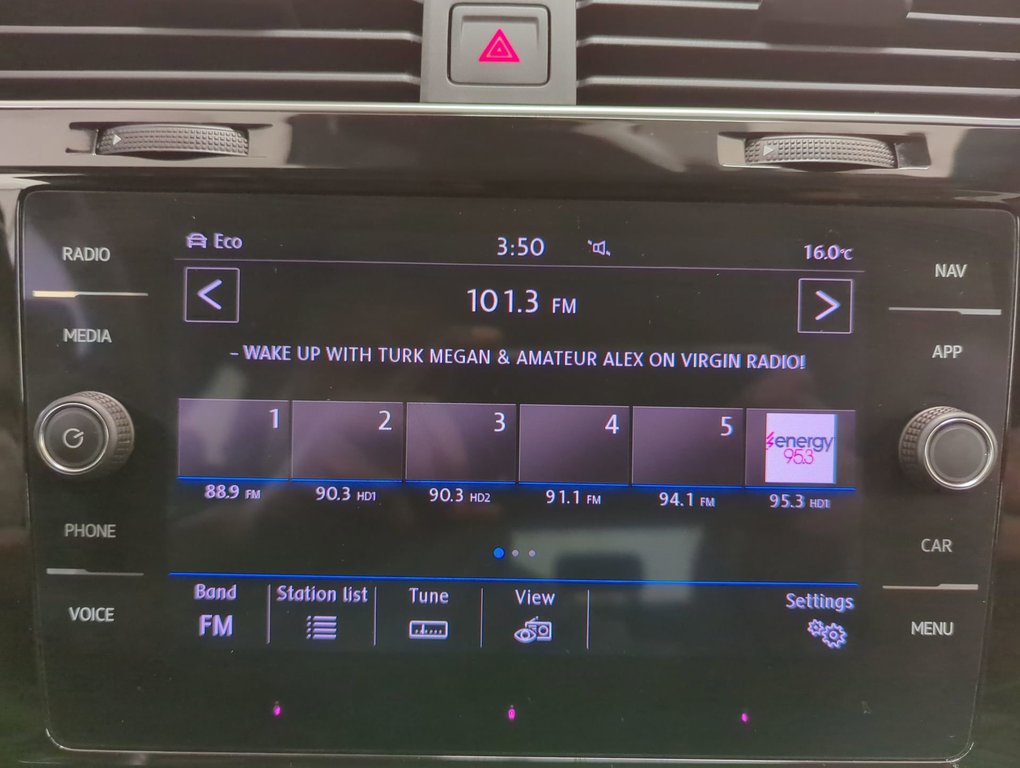 RADIO
MEDIA
PHONE
VOICE
Eco
3:50
16.0°C
101.3 FM
– WAKE UP WITH TURK MEGAN & AMATEUR ALEX ON VIRGIN RADIO!
1 2 3 4 5 energy
95.3
88.9 FM 90.3 HD1 90.3 HD2 91.1 FM 94.1 FM 95.3 HD1
Band Station list Tune View Settings
FM
NAV
APP
CAR
MENU